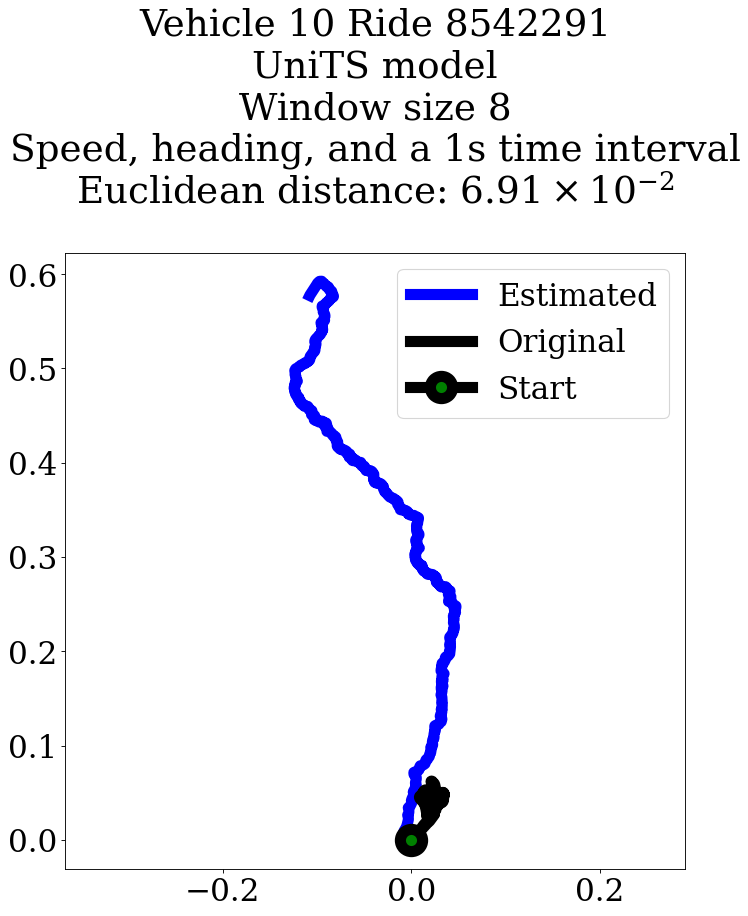 Vehicle 10 Ride 8542291
UniTS model
Window size 8
Speed, heading, and a 1s time interval
Euclidean distance: 6.91 × 10⁻²
0.6
0.5
0.4
0.3
0.2
0.1
0.0
Estimated
Original
Start
−0.2
0.0
0.2